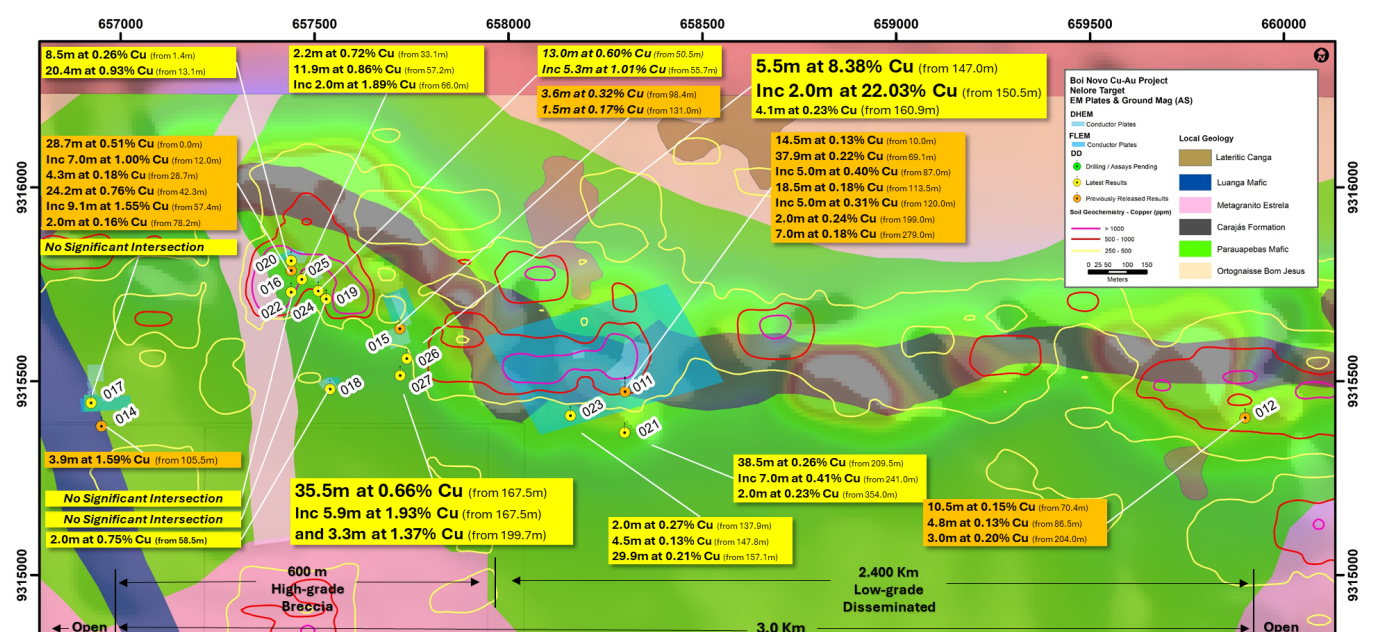 657000
657500
658000
658500
659000
659500
660000
9316000
9315500
9315000
9316000
9315500
9315000
8.5m at 0.26% Cu (from 1.4m)
20.4m at 0.93% Cu (from 13.1m)
2.2m at 0.72% Cu (from 33.1m)
11.9m at 0.86% Cu (from 57.2m)
Inc 2.0m at 1.89% Cu (from 66.0m)
13.0m at 0.60% Cu (from 50.5m)
Inc 5.3m at 1.01% Cu (from 55.7m)
3.6m at 0.32% Cu (from 98.4m)
1.5m at 0.17% Cu (from 131.0m)
5.5m at 8.38% Cu (from 147.0m)
Inc 2.0m at 22.03% Cu (from 150.5m)
4.1m at 0.23% Cu (from 160.9m)
28.7m at 0.51% Cu (from 0.0m)
Inc 7.0m at 1.00% Cu (from 12.0m)
4.3m at 0.18% Cu (from 28.7m)
24.2m at 0.76% Cu (from 42.3m)
Inc 9.1m at 1.55% Cu (from 57.4m)
2.0m at 0.16% Cu (from 78.2m)
No Significant Intersection
14.5m at 0.13% Cu (from 10.0m)
37.9m at 0.22% Cu (from 69.1m)
Inc 5.0m at 0.40% Cu (from 87.0m)
18.5m at 0.18% Cu (from 113.5m)
Inc 5.0m at 0.31% Cu (from 120.0m)
2.0m at 0.24% Cu (from 199.0m)
7.0m at 0.18% Cu (from 279.0m)
N
Boi Novo Cu-Au Project
Nelore Target
EM Plates & Ground Mag (AS)
DHEM
Conductor Plates
FLEM
Conductor Plates
DD
Drilling / Assays Pending
Latest Results
Previously Released Results
Soil Geochemistry - Copper (ppm)
> 1000
500 - 1000
250 - 500
0 25 50 100 150
Meters
Local Geology
Lateritic Canga
Luanga Mafic
Metagranito Estrela
Carajás Formation
Parauapebas Mafic
Ortognaisse Bom Jesus
020
025
016
022
024
019
015
026
027
018
017
014
011
023
021
012
3.9m at 1.59% Cu (from 105.5m)
No Significant Intersection
No Significant Intersection
2.0m at 0.75% Cu (from 58.5m)
35.5m at 0.66% Cu (from 167.5m)
Inc 5.9m at 1.93% Cu (from 167.5m)
and 3.3m at 1.37% Cu (from 199.7m)
38.5m at 0.26% Cu (from 209.5m)
Inc 7.0m at 0.41% Cu (from 241.0m)
2.0m at 0.23% Cu (from 354.0m)
2.0m at 0.27% Cu (from 137.9m)
4.5m at 0.13% Cu (from 147.8m)
29.9m at 0.21% Cu (from 157.1m)
10.5m at 0.15% Cu (from 70.4m)
4.8m at 0.13% Cu (from 86.5m)
3.0m at 0.20% Cu (from 204.0m)
600 m
High-grade
Breccia
2.400 Km
Low-grade
Disseminated
Open
3.0 Km
Open